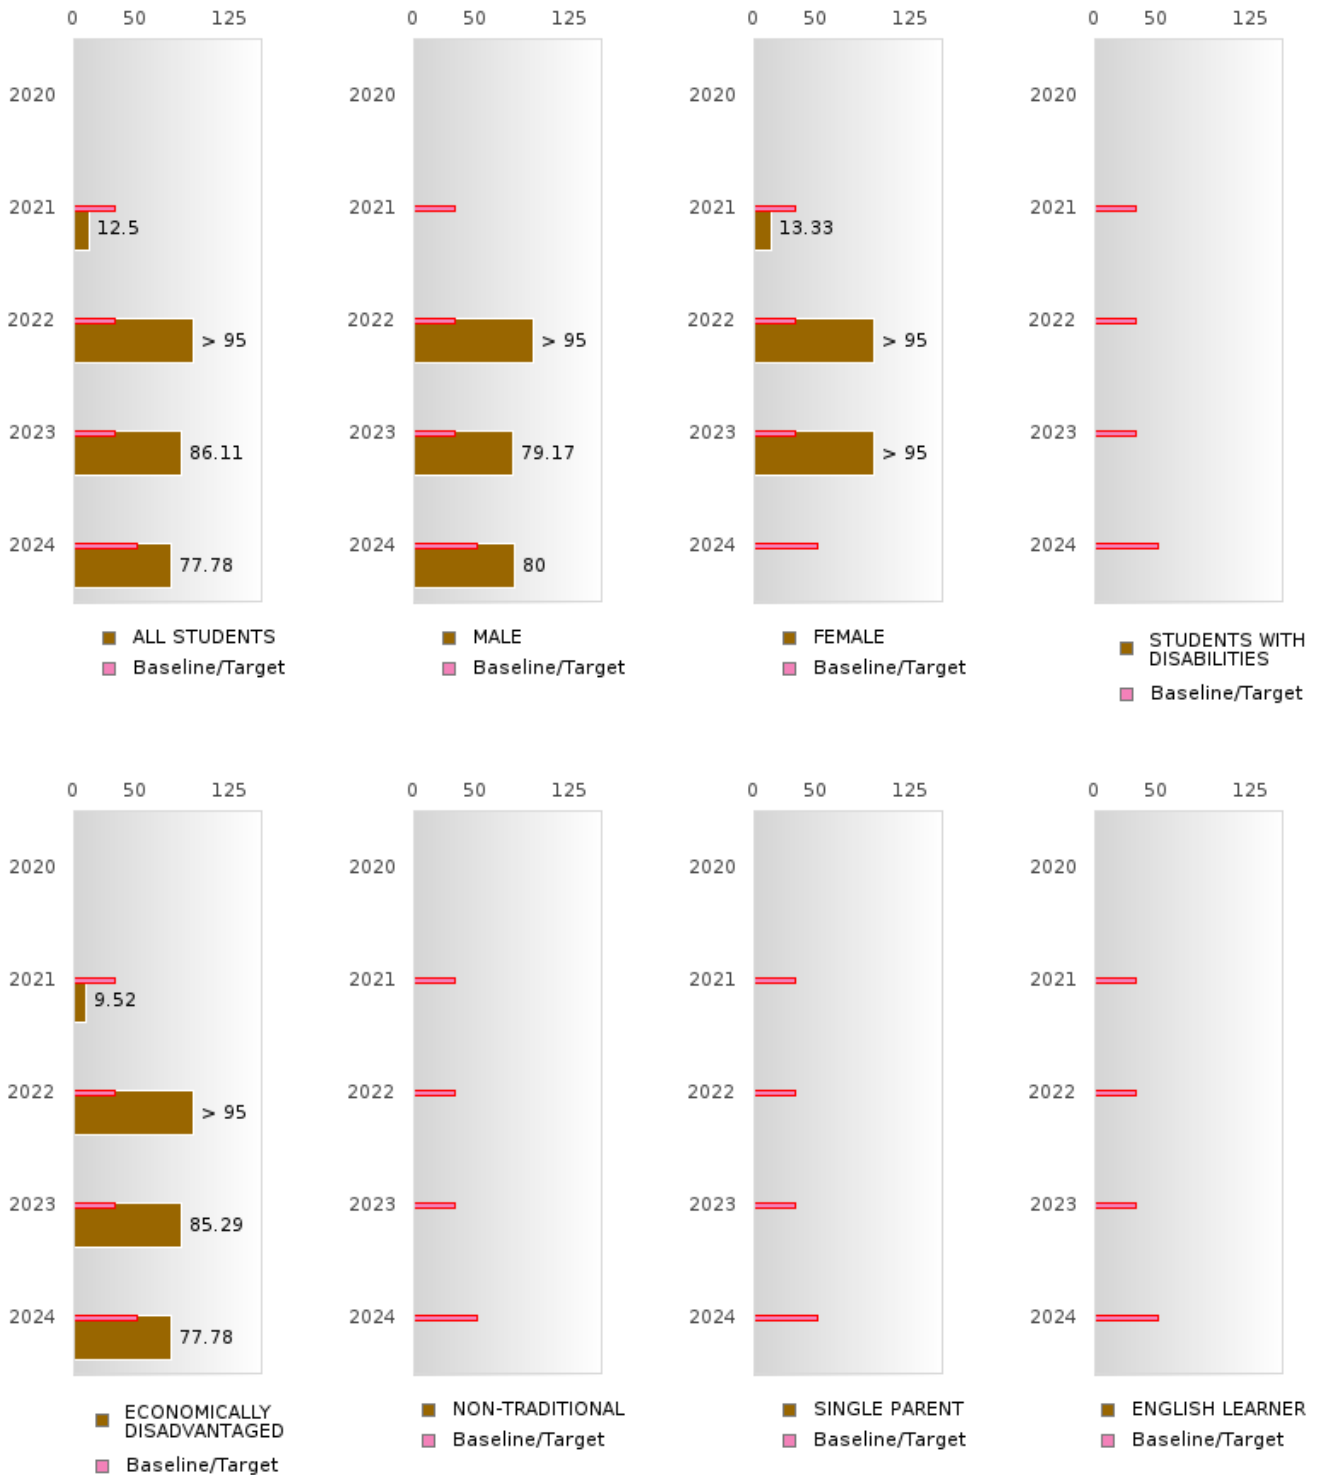 0 50 125
2020
2021
12.5
2022
> 95
2023
86.11
2024
77.78
ALL STUDENTS
Baseline/Target
0 50 125
2020
2021
2022
> 95
2023
79.17
2024
80
MALE
Baseline/Target
0 50 125
2020
2021
13.33
2022
> 95
2023
> 95
2024
FEMALE
Baseline/Target
0 50 125
2020
2021
2022
2023
2024
STUDENTS WITH
DISABILITIES
Baseline/Target
0 50 125
2020
2021
9.52
2022
> 95
2023
85.29
2024
77.78
ECONOMICALLY
DISADVANTAGED
Baseline/Target
0 50 125
2020
2021
2022
2023
2024
NON-TRADITIONAL
Baseline/Target
0 50 125
2020
2021
2022
2023
2024
SINGLE PARENT
Baseline/Target
0 50 125
2020
2021
2022
2023
2024
ENGLISH LEARNER
Baseline/Target